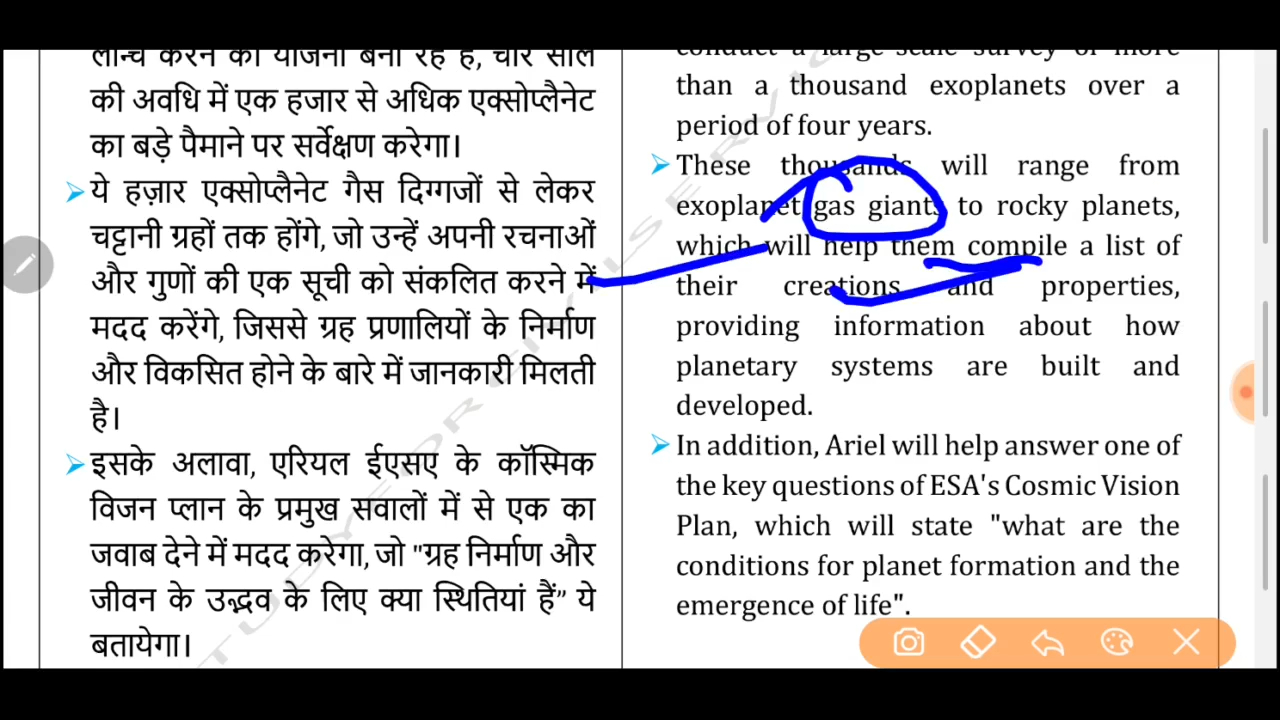 लॉन्च करने की योजना बना रहे हैं, चार साल
की अवधि में एक हजार से अधिक एक्सोप्लैनेट
का बड़े पैमाने पर सर्वेक्षण करेगा।
ये हज़ार एक्सोप्लैनेट गैस दिग्गजों से लेकर
चट्टानी ग्रहों तक होंगे, जो उन्हें अपनी रचनाओं
और गुणों की एक सूची को संकलित करने में
मदद करेंगे, जिससे ग्रह प्रणालियों के निर्माण
और विकसित होने के बारे में जानकारी मिलती
है।
इसके अलावा, एरियल ईएसए के कॉस्मिक
विजन प्लान के प्रमुख सवालों में से एक का
जवाब देने में मदद करेगा, जो "ग्रह निर्माण और
जीवन के उद्भव के लिए क्या स्थितियां हैं” ये
बतायेगा।
conduct a large-scale survey of more
than a thousand exoplanets over a
period of four years.
These thousands will range from
exoplanet gas giants to rocky planets,
which will help them compile a list of
their creations and properties,
providing information about how
planetary systems are built and
developed.
In addition, Ariel will help answer one of
the key questions of ESA's Cosmic Vision
Plan, which will state "what are the
conditions for planet formation and the
emergence of life".